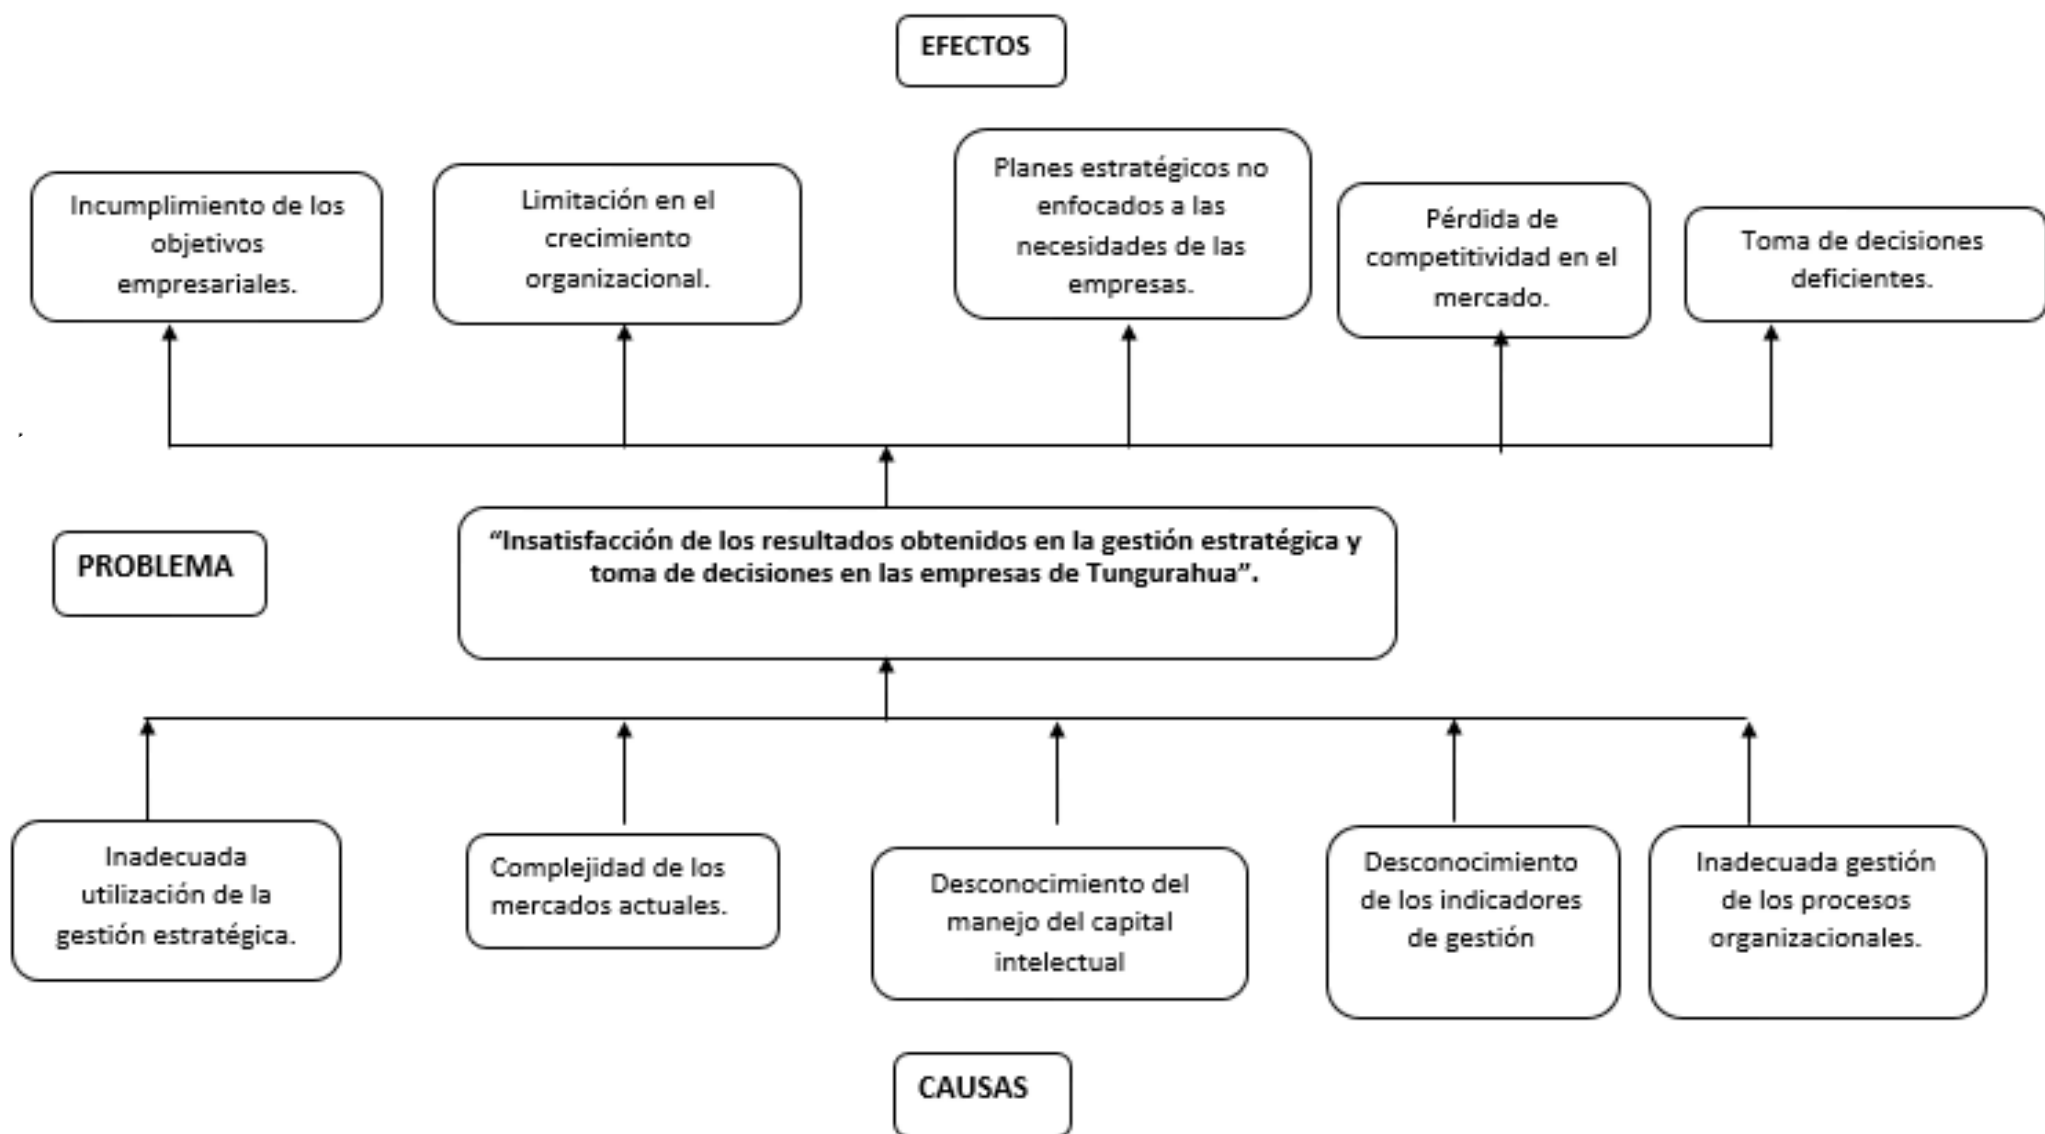 EFECTOS
Incumplimiento de los
objetivos
empresariales.
Limitación en el
crecimiento
organizacional.
Planes estratégicos no
enfocados a las
necesidades de las
empresas.
Pérdida de
competitividad en el
mercado.
Toma de decisiones
deficientes.
PROBLEMA
“Insatisfacción de los resultados obtenidos en la gestión estratégica y
toma de decisiones en las empresas de Tungurahua”.
Inadecuada
utilización de la
gestión estratégica.
Complejidad de los
mercados actuales.
Desconocimiento del
manejo del capital
intelectual
Desconocimiento
de los indicadores
de gestión
Inadecuada gestión
de los procesos
organizacionales.
CAUSAS